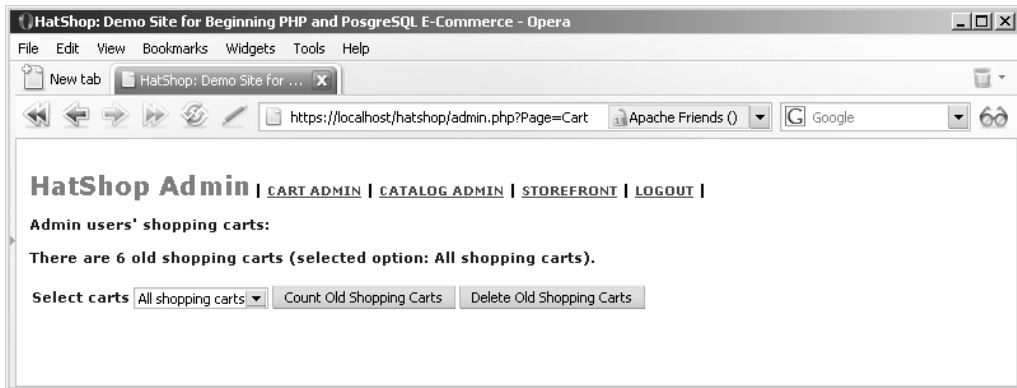 HatShop: Demo Site for Beginning PHP and PosgreSQL E-Commerce - Opera
File Edit View Bookmarks Widgets Tools Help
New tab HatShop: Demo Site for ...
https://localhost/hatshop/admin.php?Page=Cart Apache Friends () G Google
HatShop Admin | CART ADMIN | CATALOG ADMIN | STOREFRONT | LOGOUT |
Admin users' shopping carts:
There are 6 old shopping carts (selected option: All shopping carts).
Select carts All shopping carts Count Old Shopping Carts Delete Old Shopping Carts